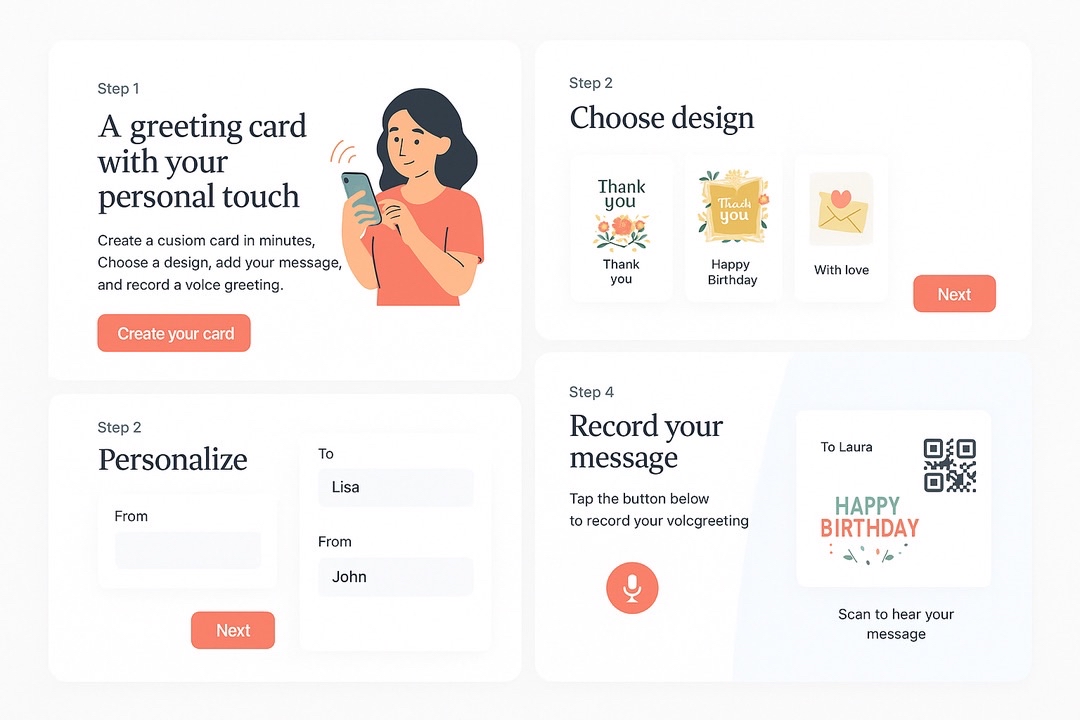 Step 1
A greeting card
with your
personal touch
Create a cusiom card in minutes,
Choose a design, add your message,
and record a volce greeting.
Create your card
Step 2
Choose design
Thank
you
Thank
you
Thank
you
Happy
Birthday
With love
Next
Step 2
Personalize
From
Next
To
Lisa
From
John
Step 4
Record your
message
Tap the button below
to record your volcgreeting
To Laura
HAPPY
BIRTHDAY
Scan to hear your
message